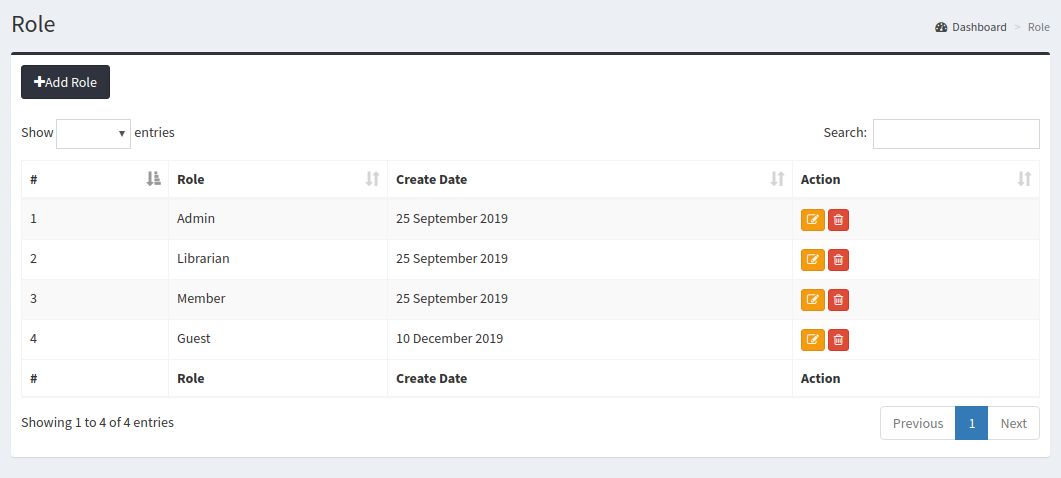 Role
Dashboard > Role
Add Role
Show entries Search:
# Role Create Date Action
1 Admin 25 September 2019
2 Librarian 25 September 2019
3 Member 25 September 2019
4 Guest 10 December 2019
# Role Create Date Action
Showing 1 to 4 of 4 entries
Previous 1 Next